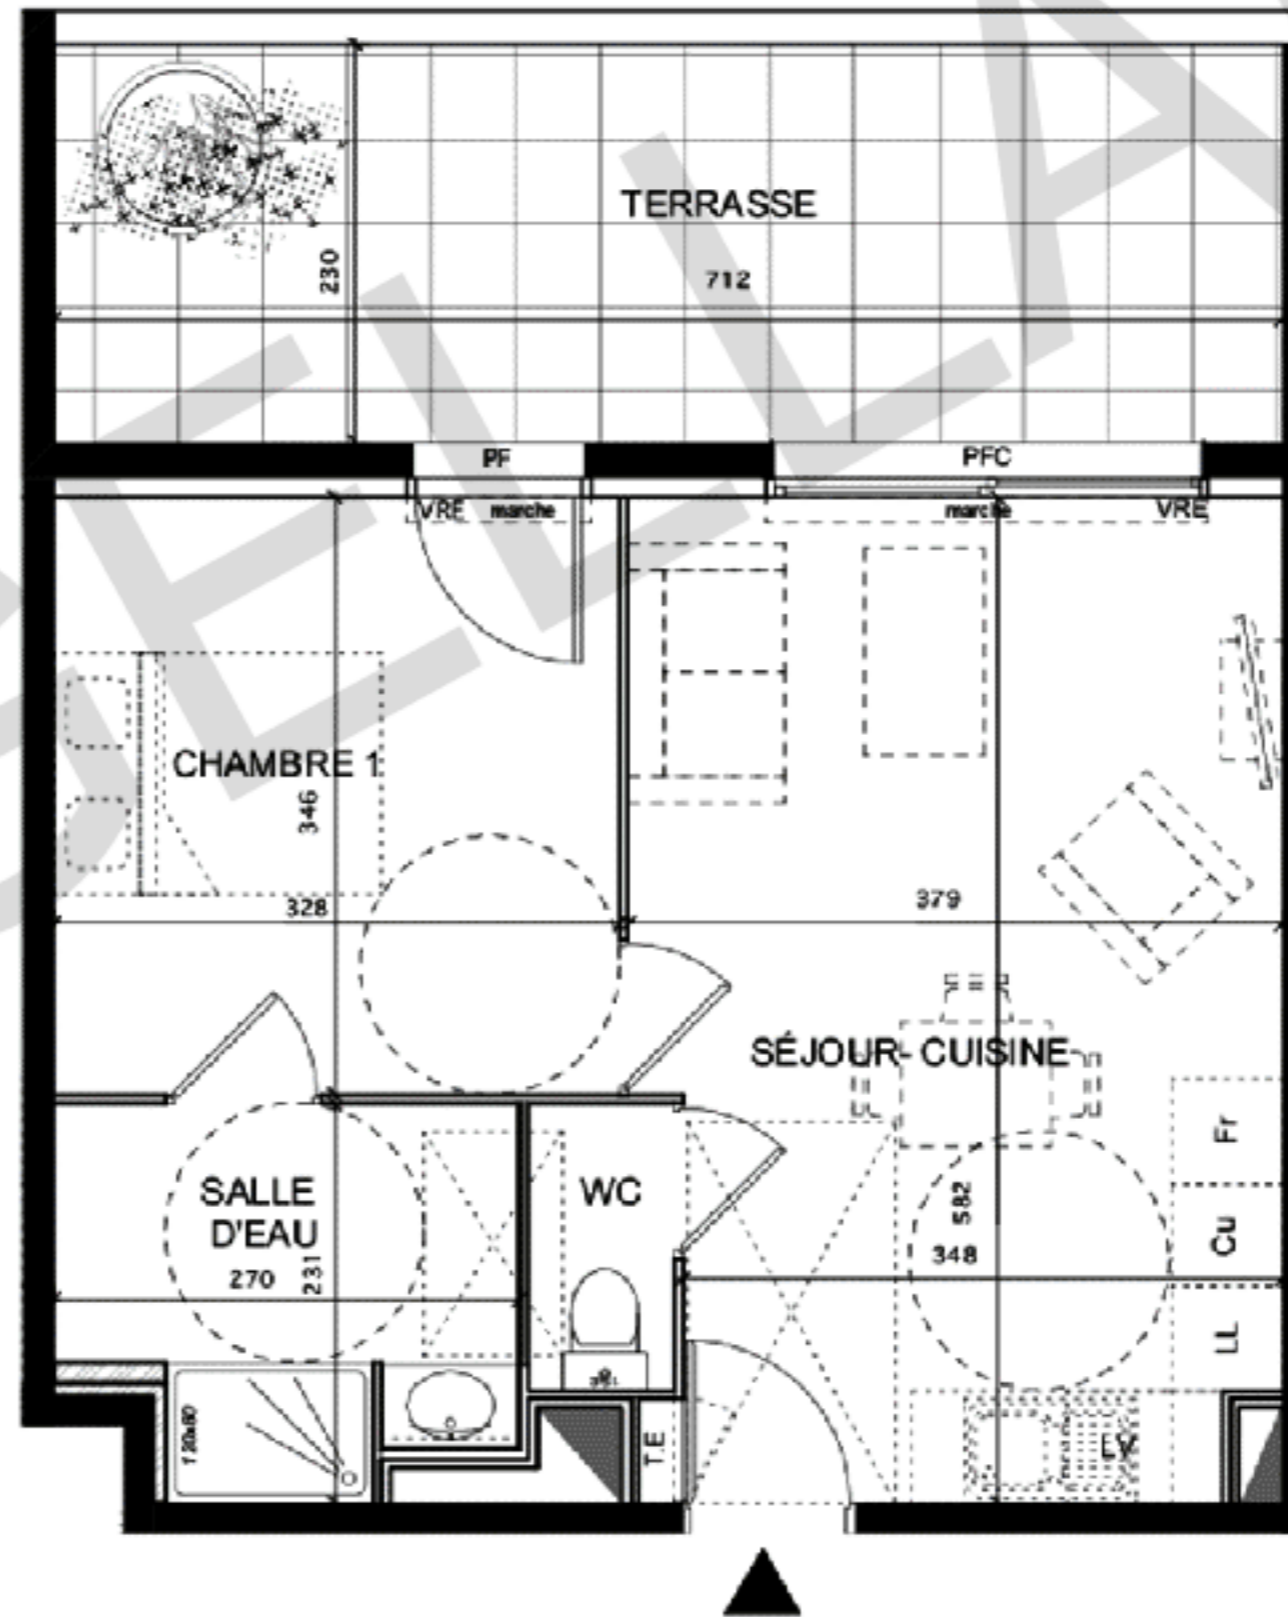 TERRASSE
230
712
PF
PFC
VRE
marche
marche
VRE
CHAMBRE 1
346
328
379
SÉJOUR- CUISINE
Fr
SALLE
D'EAU
WC
582
Cu
270
231
348
LL
120x80
T.E
LV